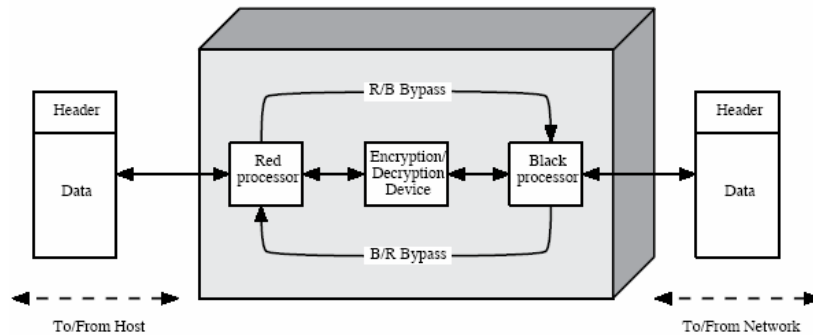 R/B Bypass
Header
Data
Red
processor
Encryption/
Decryption
Device
Black
processor
Header
Data
B/R Bypass
To/From Host
To/From Network